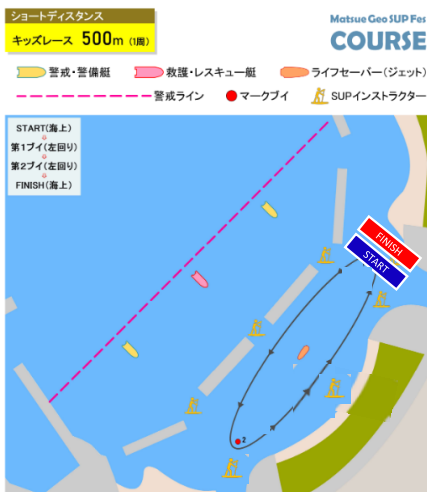 ショートディスタンス
キッズレース 500m (1周)
Matsue Geo SUP Fes
COURSE
警戒・警備艇
救護・レスキュー艇
ライフセーバー(ジェット)
警戒ライン
マークブイ
SUPインストラクター
START(海上)
第1ブイ(左回り)
第2ブイ(左回り)
FINISH(海上)
FINISH
START
2